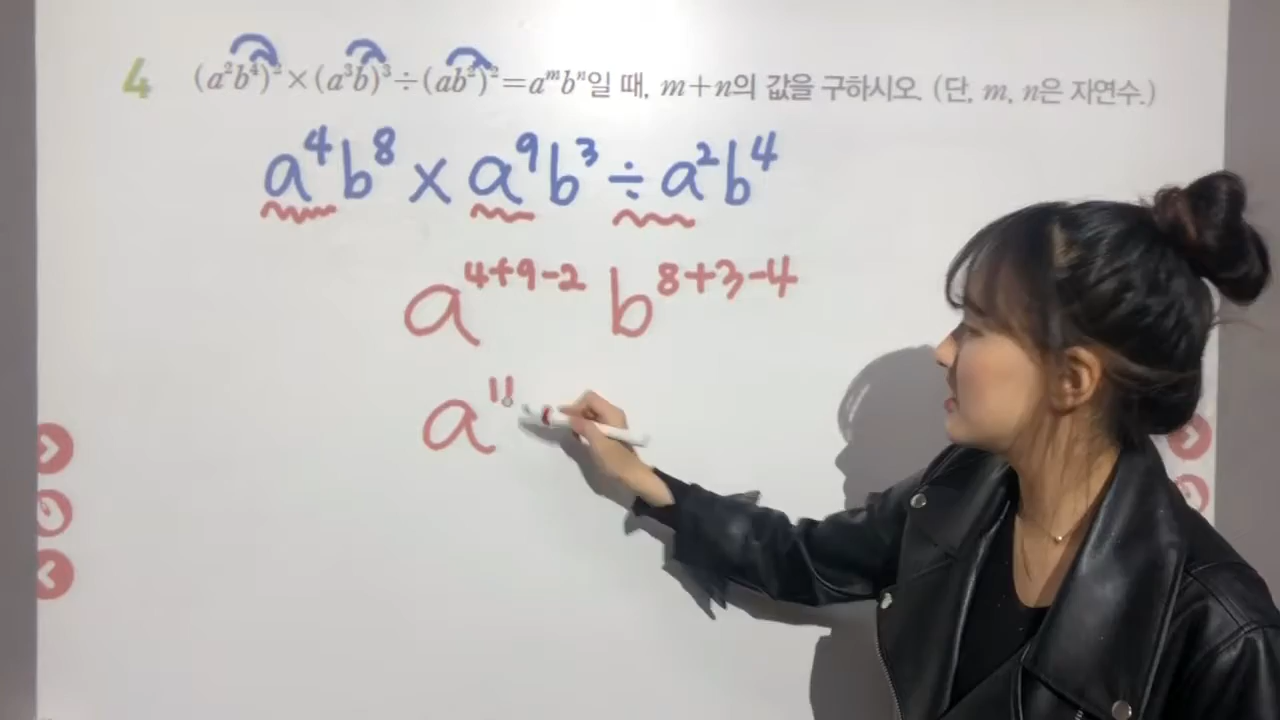 4 (a²b⁴)²×(a³b)³÷(ab²)²=aᵐbⁿ일 때, m+n의 값을 구하시오. (단, m, n은 자연수.)
a⁴b⁸ × a⁹b³ ÷ a²b⁴
a⁴⁺⁹⁻² b⁸⁺³⁻⁴
a¹¹